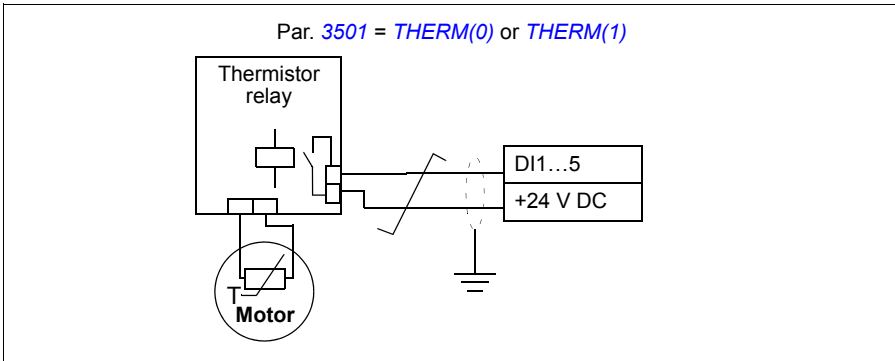 Par. 3501 = THERM(0) or THERM(1)
Thermistor
relay
DI1...5
+24 V DC
T
Motor